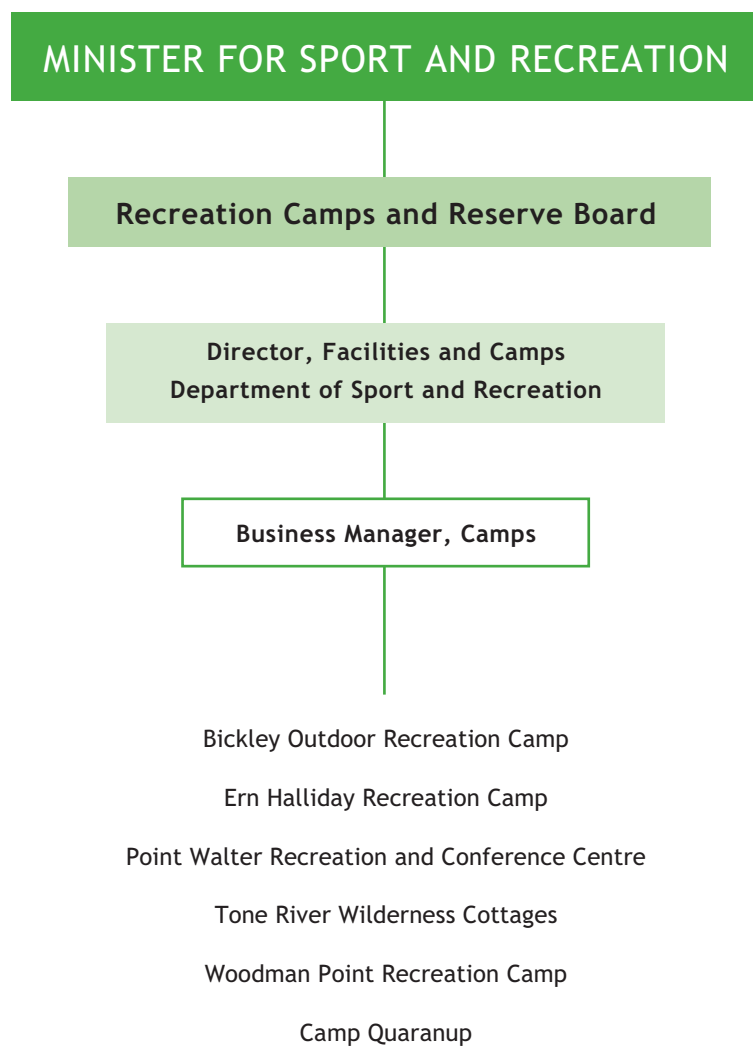 MINISTER FOR SPORT AND RECREATION
Recreation Camps and Reserve Board
Director, Facilities and Camps
Department of Sport and Recreation
Business Manager, Camps
Bickley Outdoor Recreation Camp
Ern Halliday Recreation Camp
Point Walter Recreation and Conference Centre
Tone River Wilderness Cottages
Woodman Point Recreation Camp
Camp Quaranup